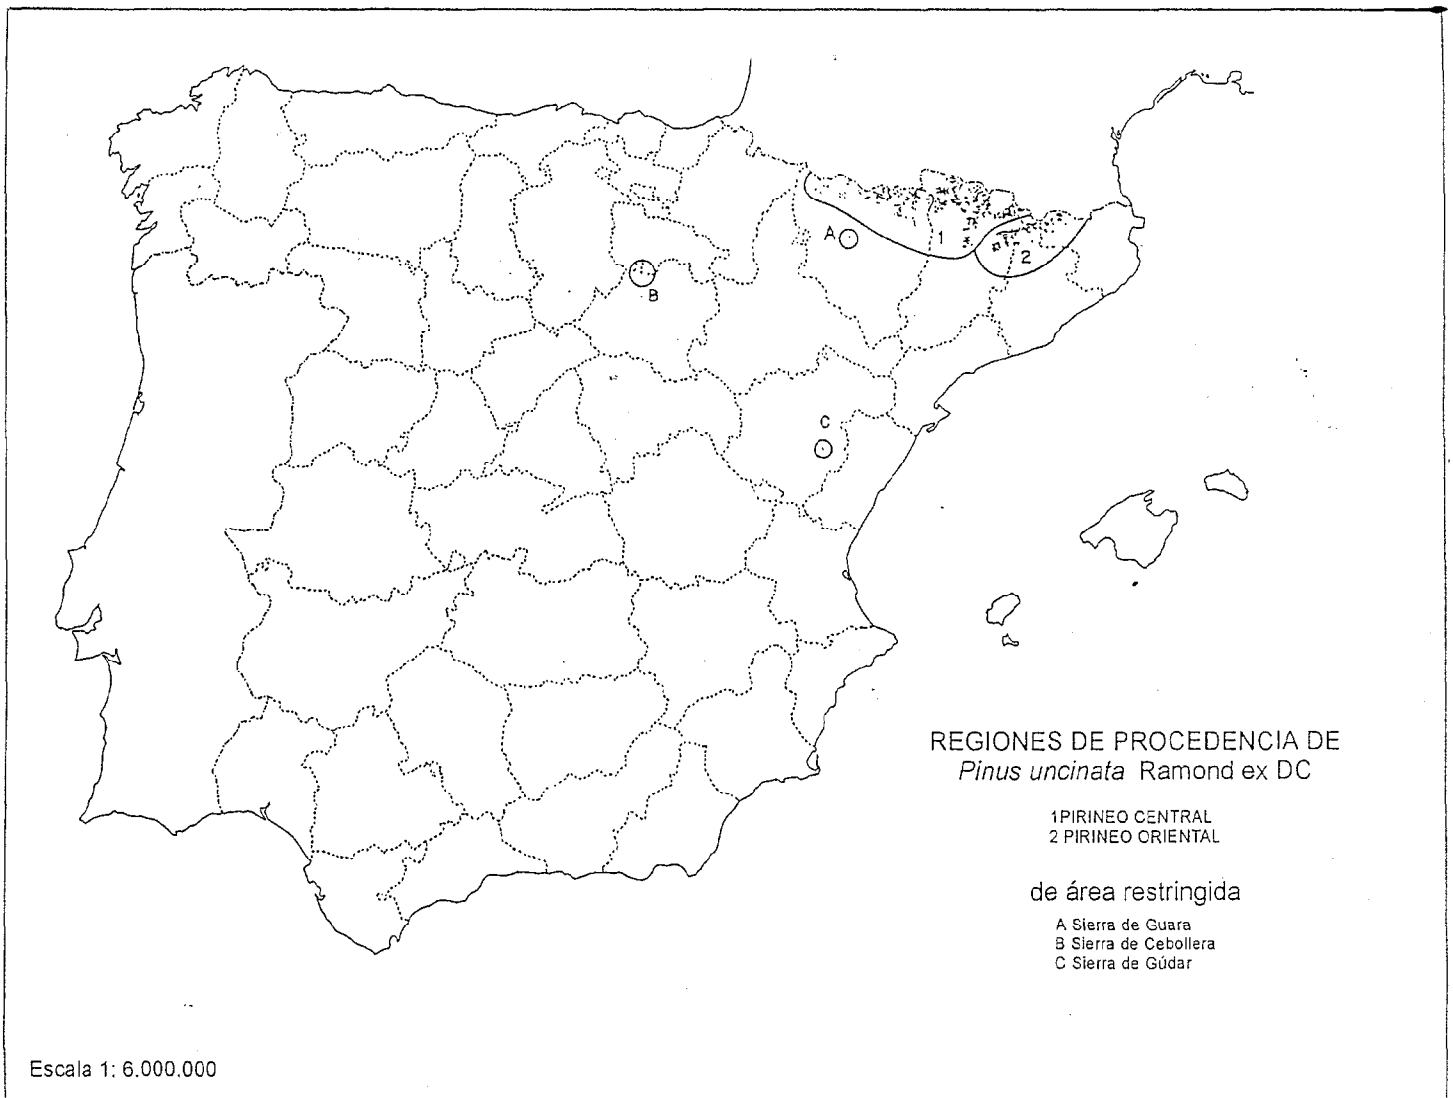 A
1
2
B
C
REGIONES DE PROCEDENCIA DE
Pinus uncinata Ramond ex DC
1PIRINEO CENTRAL
2 PIRINEO ORIENTAL
de área restringida
A Sierra de Guara
B Sierra de Cebollera
C Sierra de Gúdar
Escala 1: 6.000.000